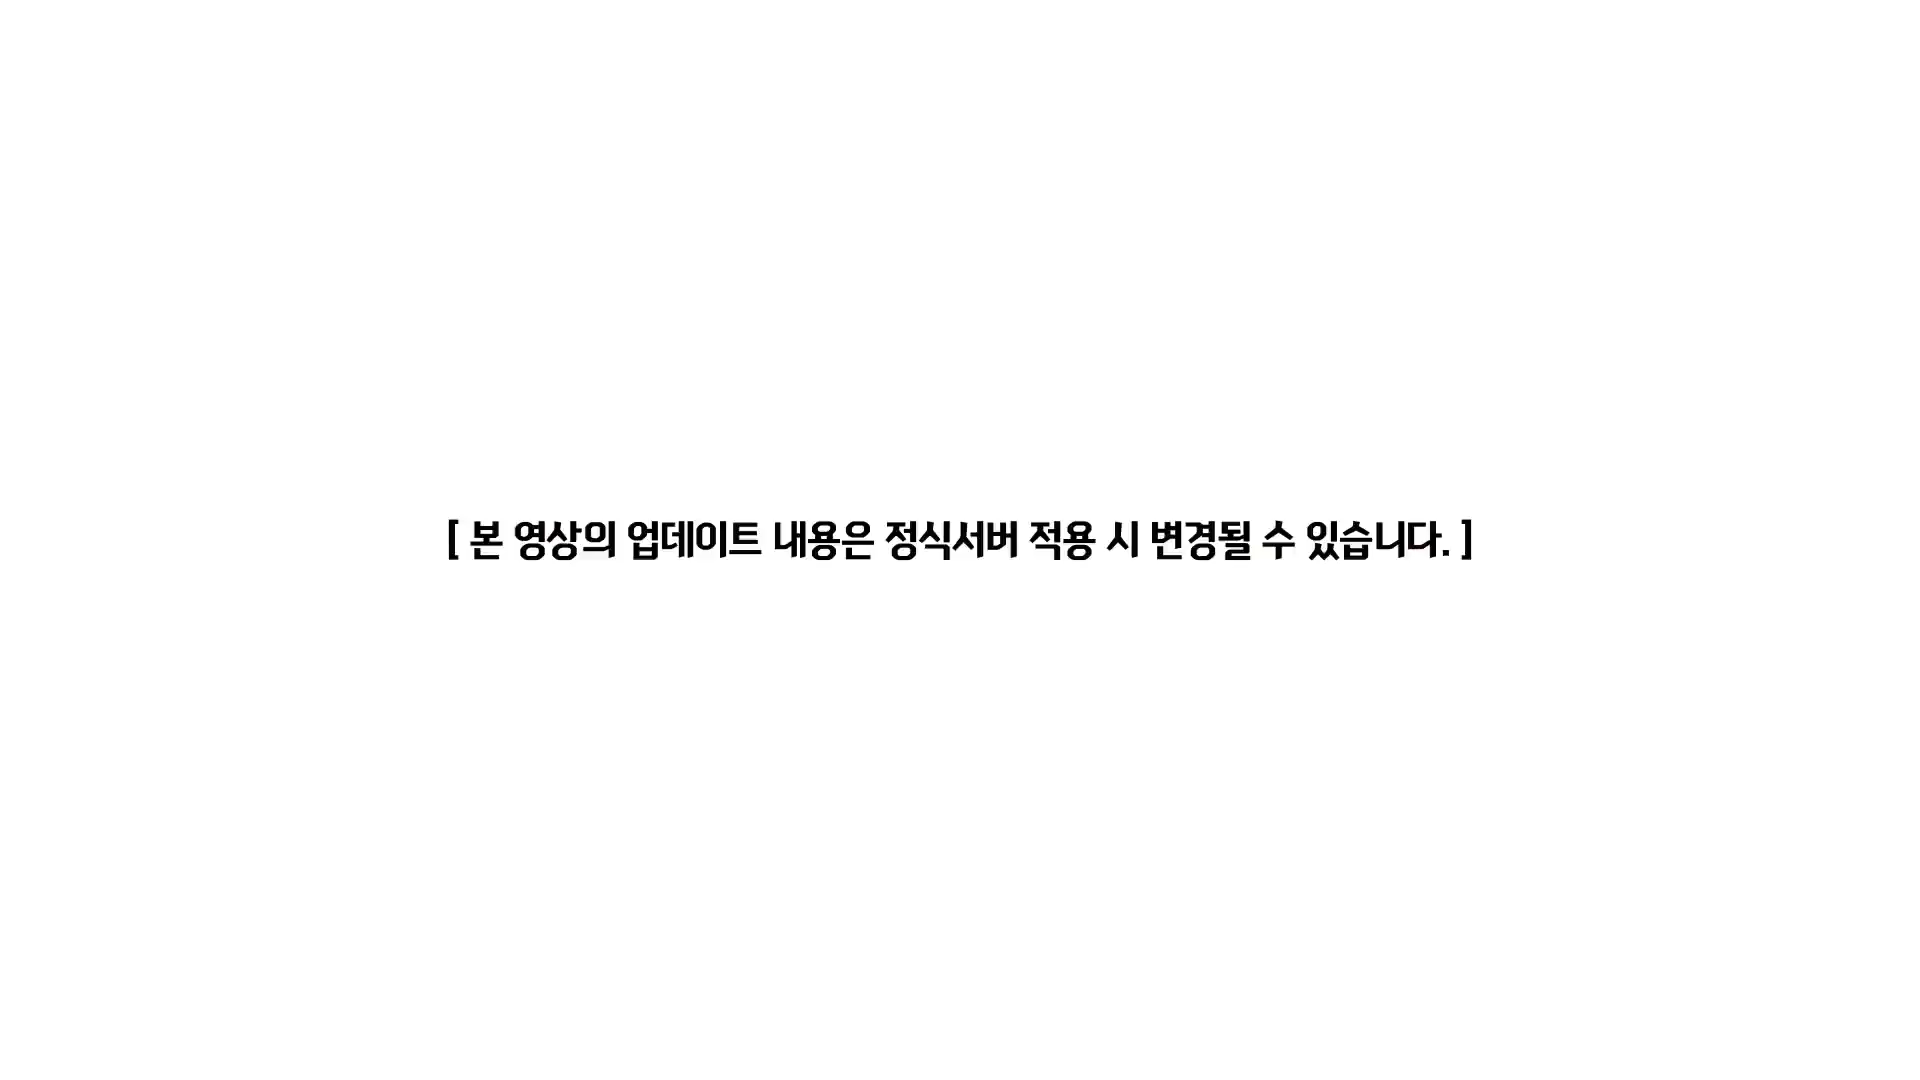 [ 본 영상의 업데이트 내용은 정식서버 적용 시 변경될 수 있습니다. ]